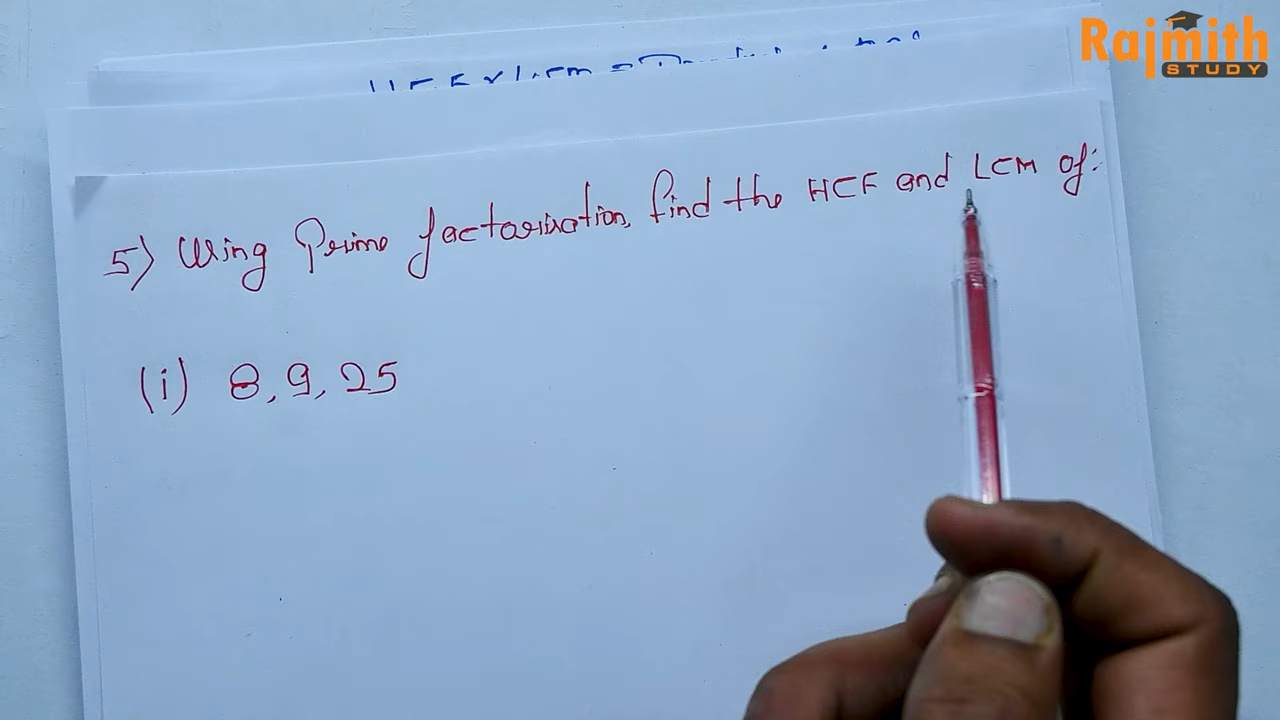 Rajmith
STUDY
5) Using Prime factorisation, find the HCF and LCM of:
(i) 8, 9, 25